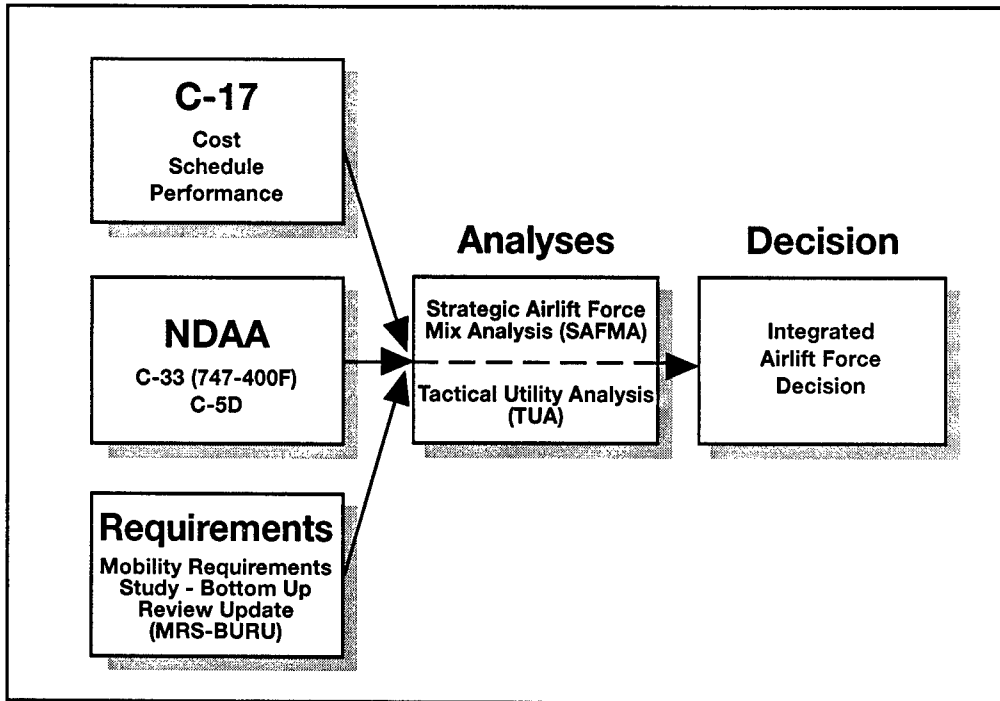 C-17
Cost
Schedule
Performance
NDAA
C-33 (747-400F)
C-5D
Requirements
Mobility Requirements
Study - Bottom Up
Review Update
(MRS-BURU)
Analyses
Strategic Airlift Force
Mix Analysis (SAFMA)
Tactical Utility Analysis
(TUA)
Decision
Integrated
Airlift Force
Decision